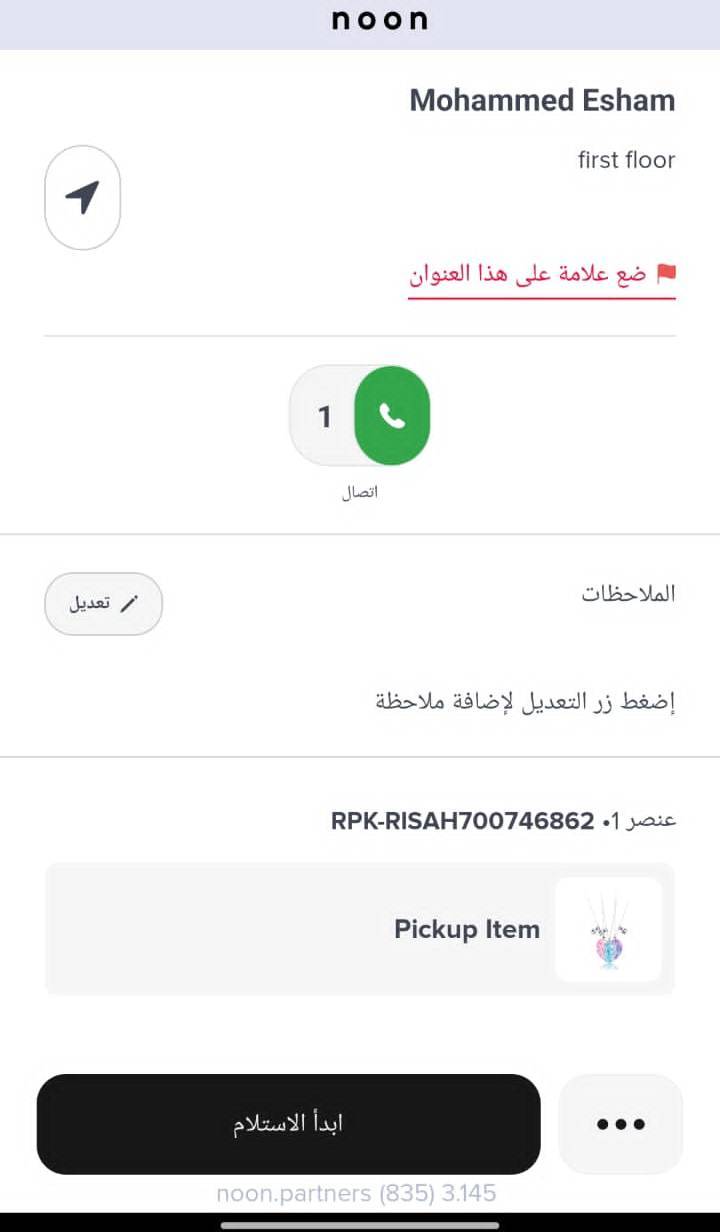 noon
Mohammed Esham
first floor
ضع علامة على هذا العنوان
1
اتصال
الملاحظات
تعديل
إضغط زر التعديل لإضافة ملاحظة
عنصر 1• RPK-RISAH700746862
Pickup Item
ابدأ الاستلام
noon.partners (835) 3.145